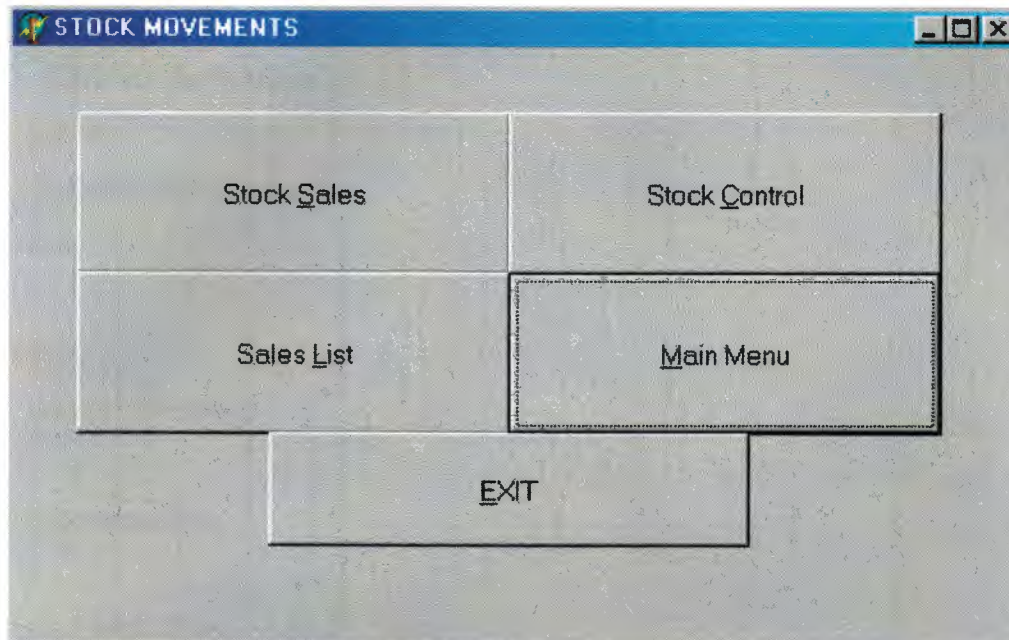 STOCK MOVEMENTS
Stock Sales
Stock Control
Sales List
Main Menu
EXIT